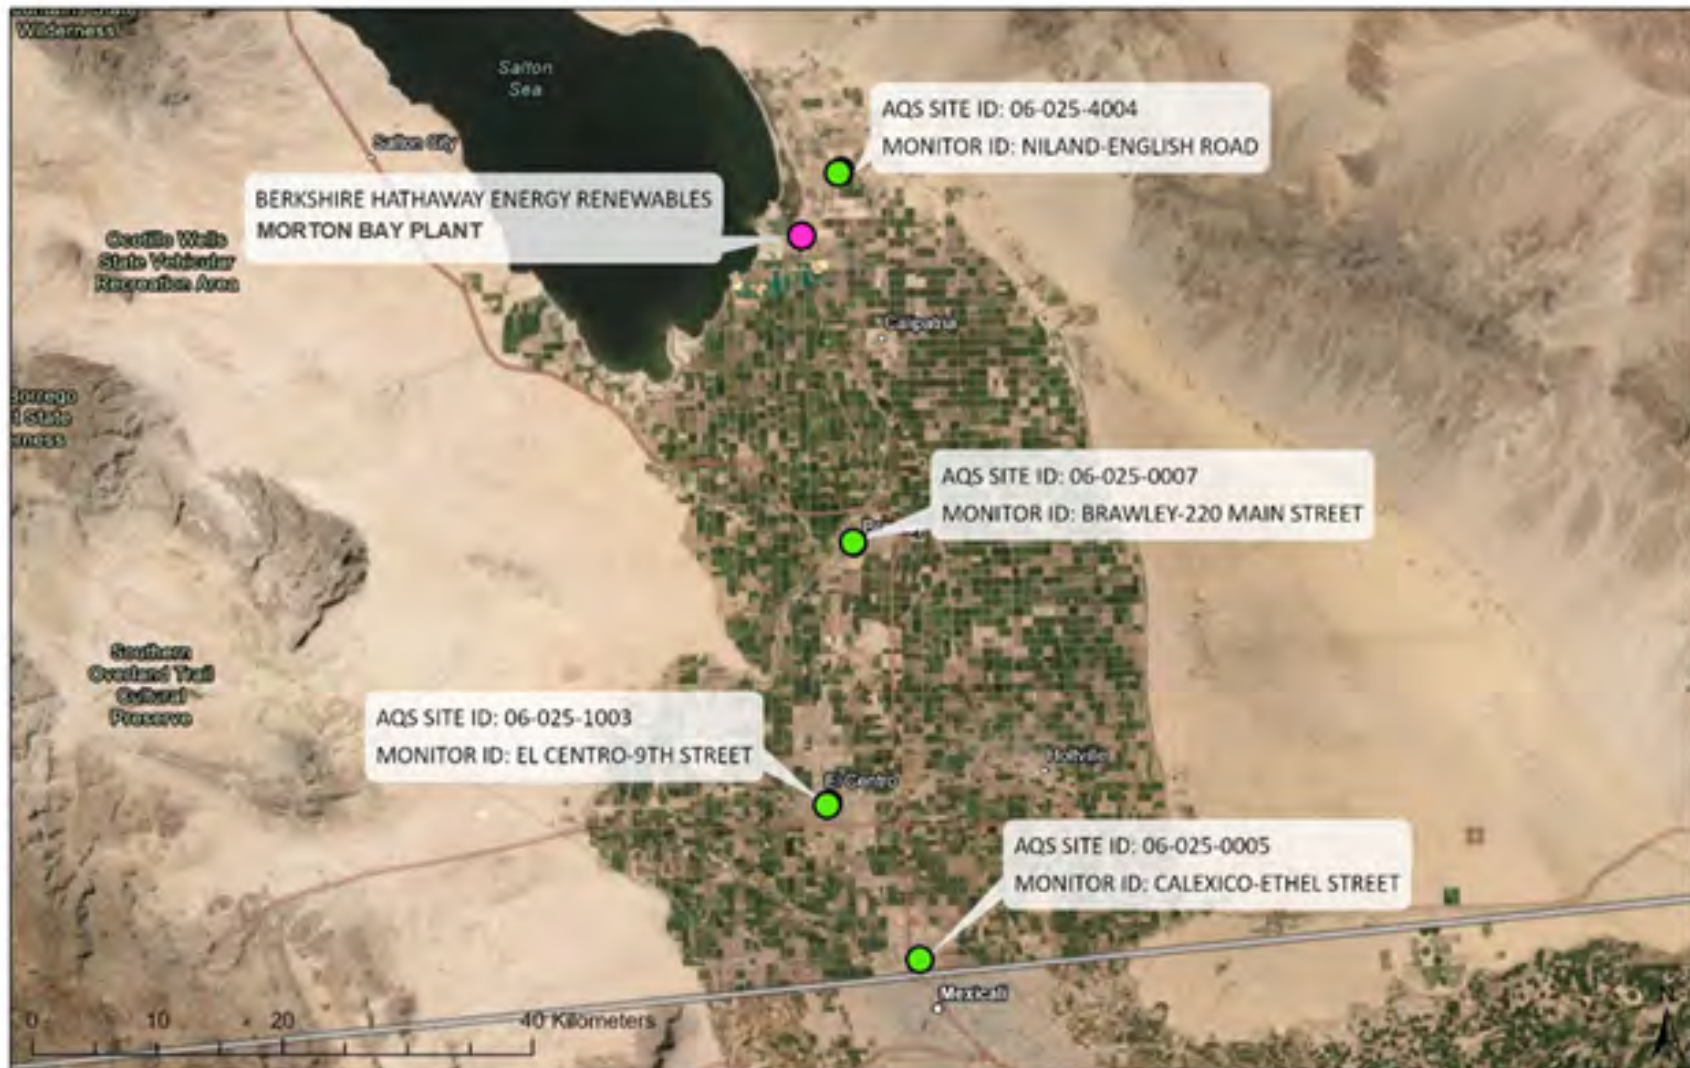 Wilderness
Salton
Sea
AQS SITE ID: 06-025-4004
MONITOR ID: NILAND-ENGLISH ROAD
Salton City
BERKSHIRE HATHAWAY ENERGY RENEWABLES
MORTON BAY PLANT
Ocotillo Wells
State Vehicular
Recreation Area
Calipatria
Borrego
t State
erness
AQS SITE ID: 06-025-0007
MONITOR ID: BRAWLEY-220 MAIN STREET
Southern
Overland Trail
Cultural
Preserve
AQS SITE ID: 06-025-1003
MONITOR ID: EL CENTRO-9TH STREET
Holtville
El Centro
AQS SITE ID: 06-025-0005
MONITOR ID: CALEXICO-ETHEL STREET
Mexicali
N
0 10 20 40 Kilometers